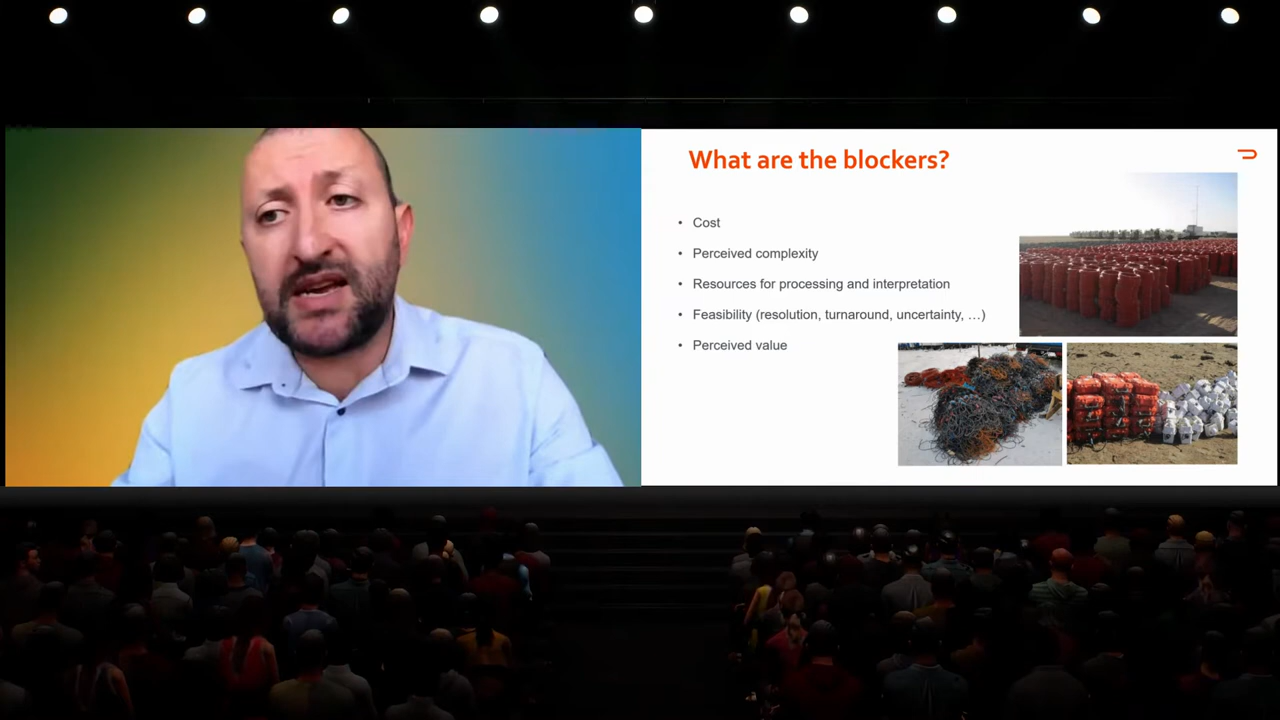 What are the blockers?
• Cost
• Perceived complexity
• Resources for processing and interpretation
• Feasibility (resolution, turnaround, uncertainty, …)
• Perceived value